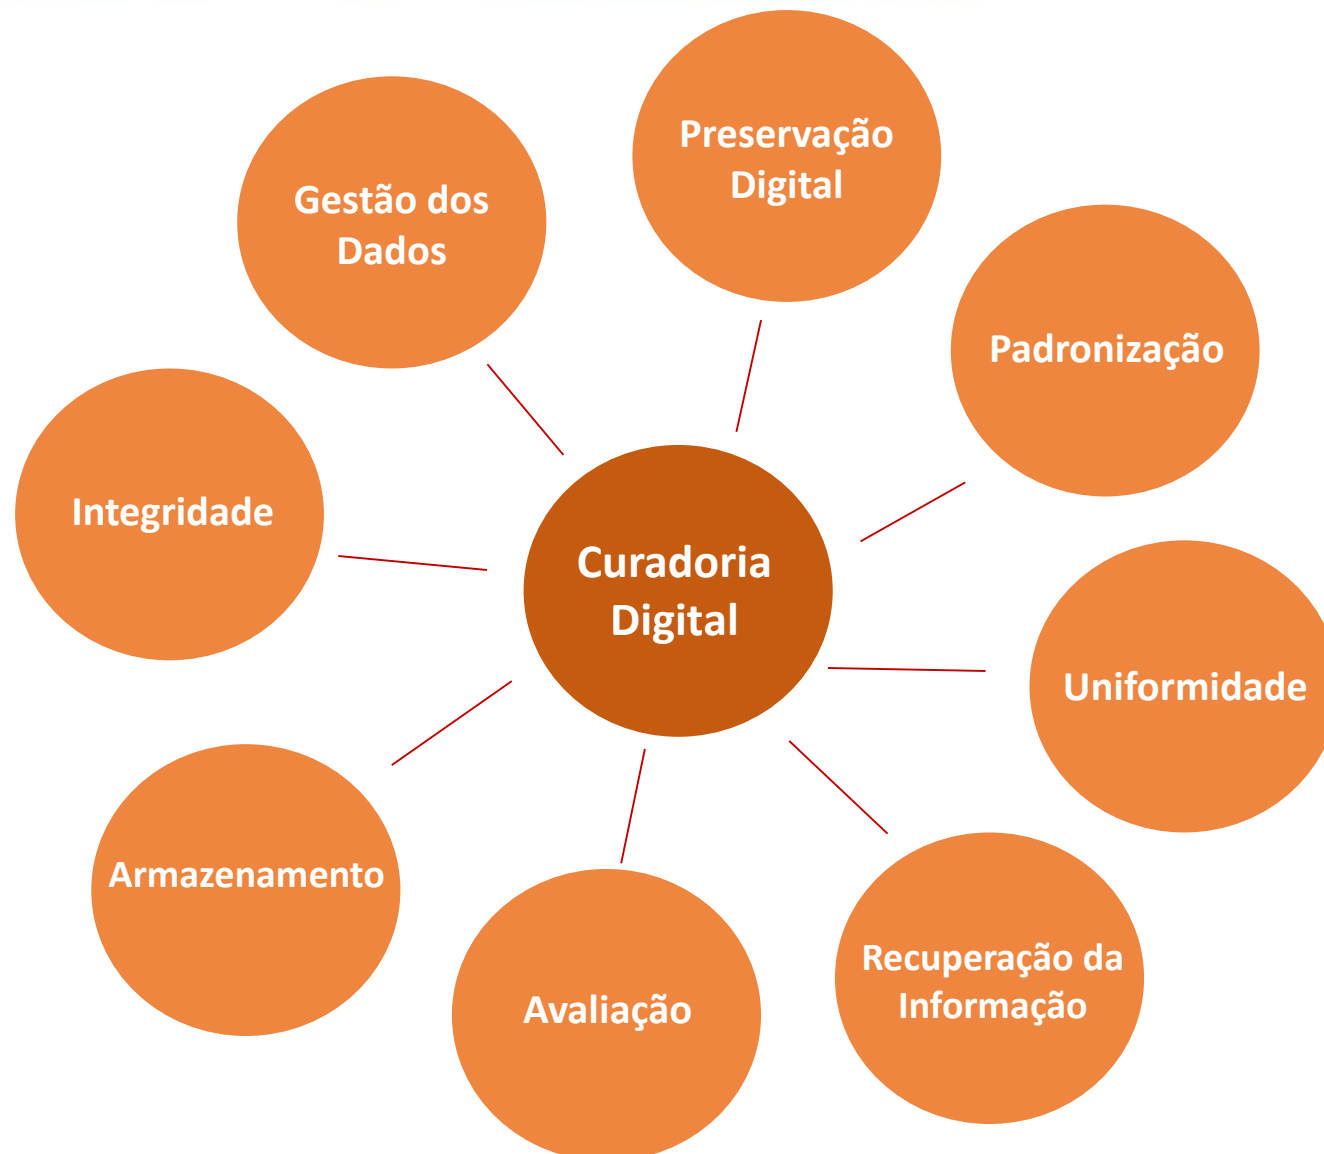 Preservação
Digital
Gestão dos
Dados
Padronização
Integridade
Curadoria
Digital
Uniformidade
Armazenamento
Recuperação da
Informação
Avaliação